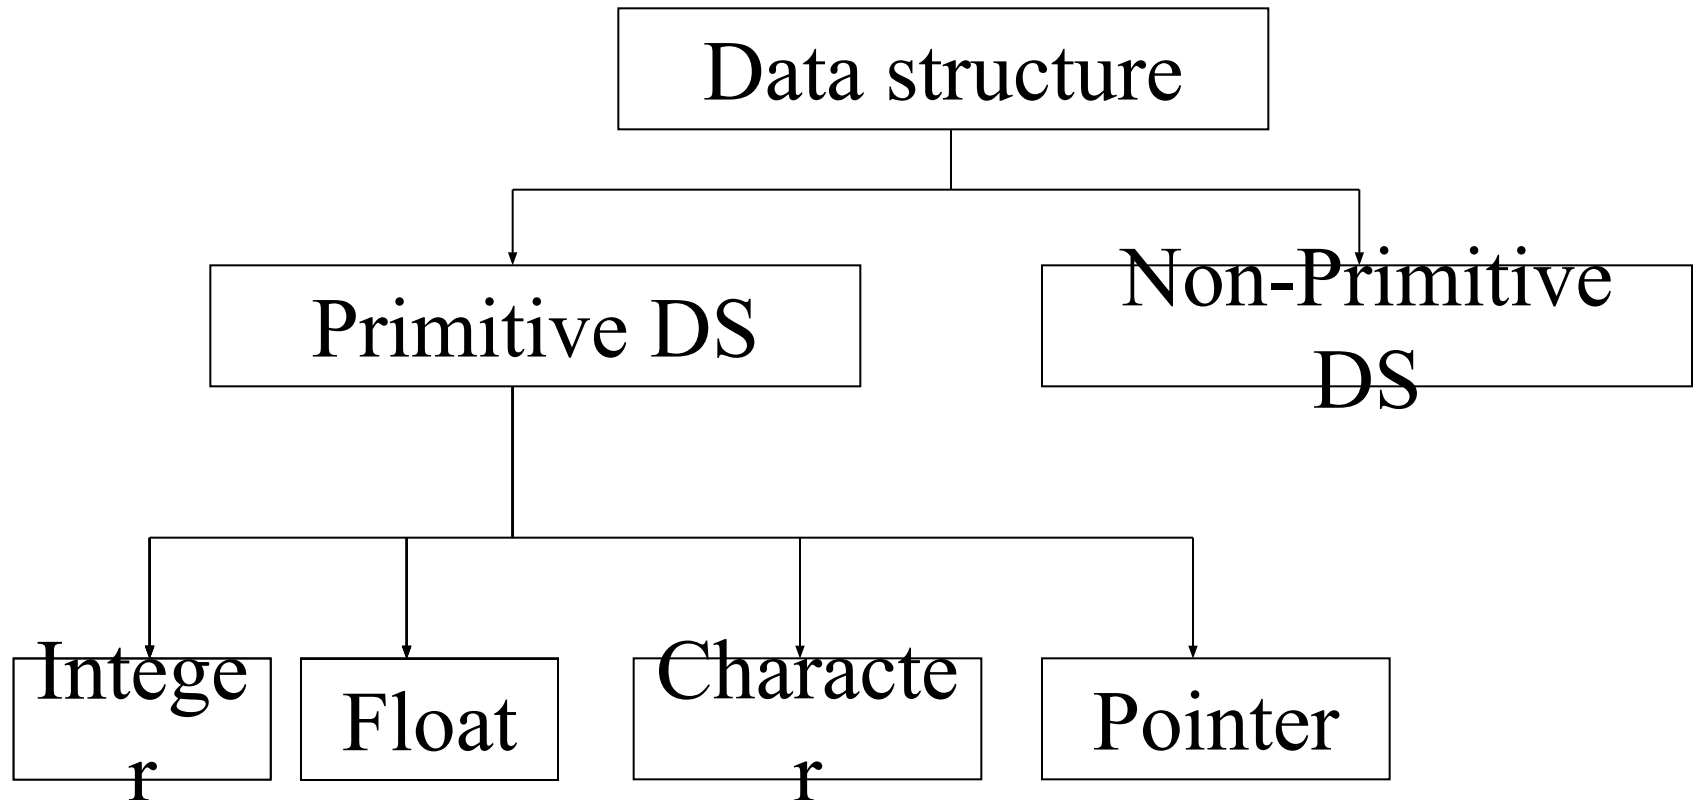 Data structure
Primitive DS
Non-Primitive
DS
Intege
r
Float
Characte
r
Pointer